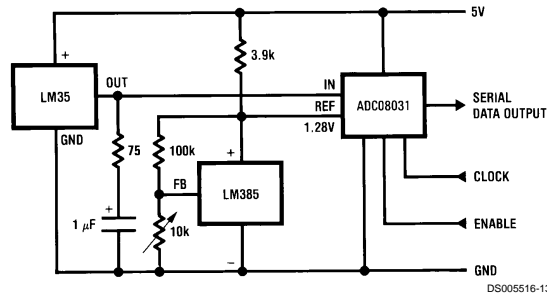 5V
+
3.9k
LM35
OUT
IN
ADC08031
SERIAL
DATA OUTPUT
REF
1.28V
GND
75
100k
+
LM385
FB
CLOCK
+
1 µF
10k
ENABLE
−
GND
DS005516-13